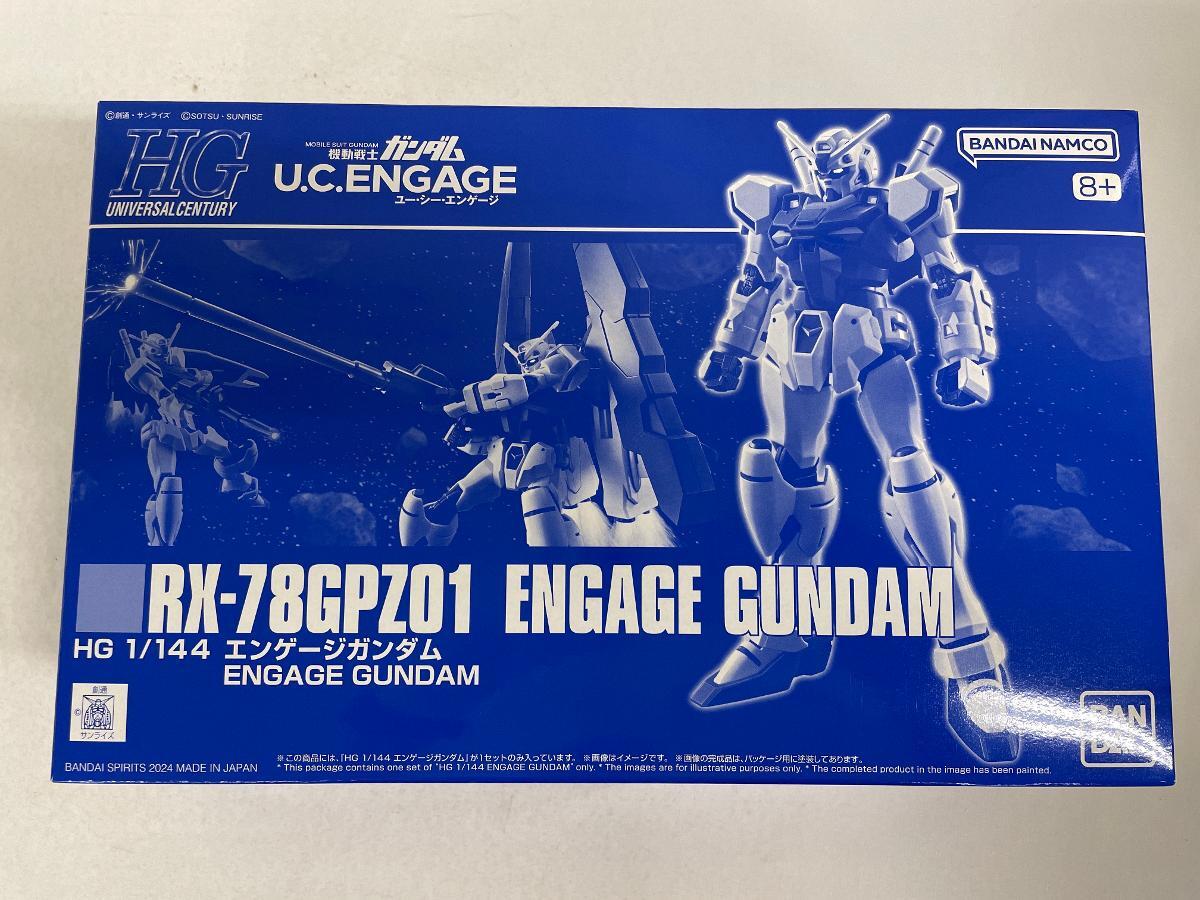 ©創通・サンライズ ©SOTSU・SUNRISE
HG
UNIVERSAL CENTURY
MOBILE SUIT GUNDAM
機動戦士ガンダム
U.C.ENGAGE
ユー・シー・エンゲージ
BANDAI NAMCO
8+
RX-78GPZ01 ENGAGE GUNDAM
HG 1/144 エンゲージガンダム
ENGAGE GUNDAM
創通
©
サンライズ
BANDAI SPIRITS 2024 MADE IN JAPAN
※この商品には、「HG 1/144 エンゲージガンダム」が1セットのみ入っています。 ※画像はイメージです。 ※画像の完成品は、パッケージ用に塗装してあります。
* This package contains one set of "HG 1/144 ENGAGE GUNDAM" only. * The images are for illustrative purposes only. * The completed product in the image has been painted.
BAN